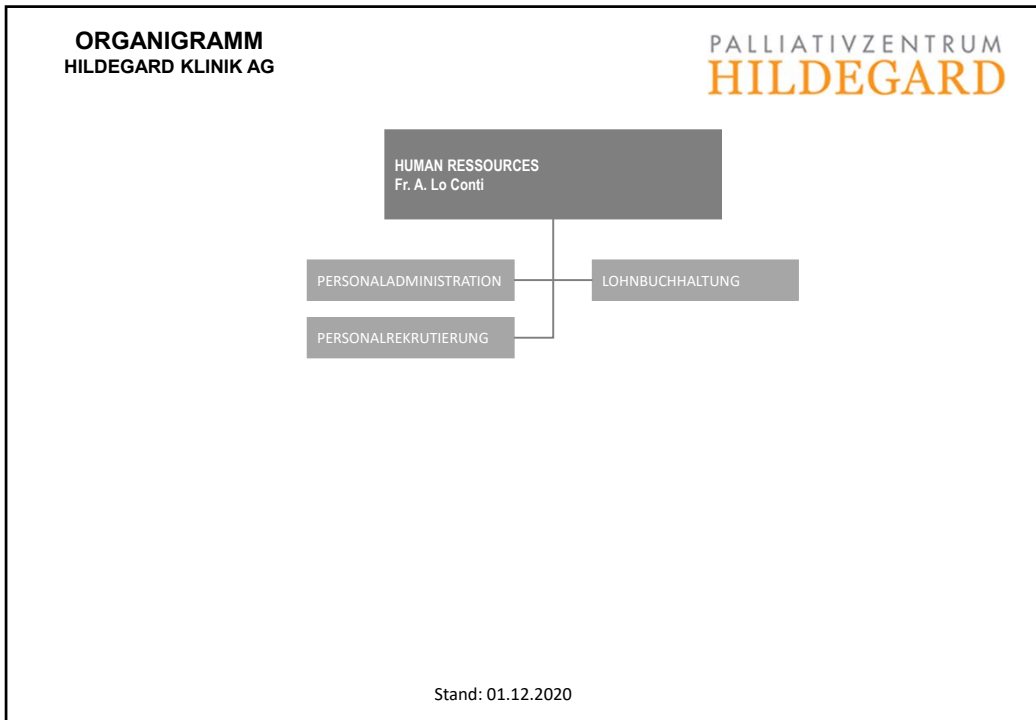 ORGANIGRAMM
HILDEGARD KLINIK AG
PALLIATIVZENTRUM
HILDEGARD
HUMAN RESSOURCES
Fr. A. Lo Conti
PERSONALADMINISTRATION
LOHNBUCHHALTUNG
PERSONALREKRUTIERUNG
Stand: 01.12.2020